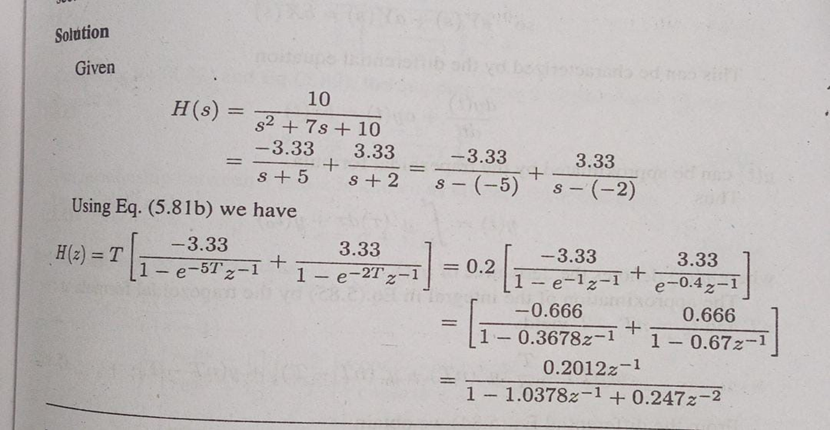 Solution
Given
H(s) = 10 / (s² + 7s + 10)
= −3.33 / (s + 5) + 3.33 / (s + 2) = −3.33 / (s − (−5)) + 3.33 / (s − (−2))
Using Eq. (5.81b) we have
H(z) = T [ −3.33 / (1 − e^{−5T} z^{−1}) + 3.33 / (1 − e^{−2T} z^{−1}) ] = 0.2 [ −3.33 / (1 − e^{−1} z^{−1}) + 3.33 / (e^{−0.4} z^{−1}) ]
= [ −0.666 / (1 − 0.3678z^{−1}) + 0.666 / (1 − 0.67z^{−1}) ]
= 0.2012z^{−1} / (1 − 1.0378z^{−1} + 0.247z^{−2})